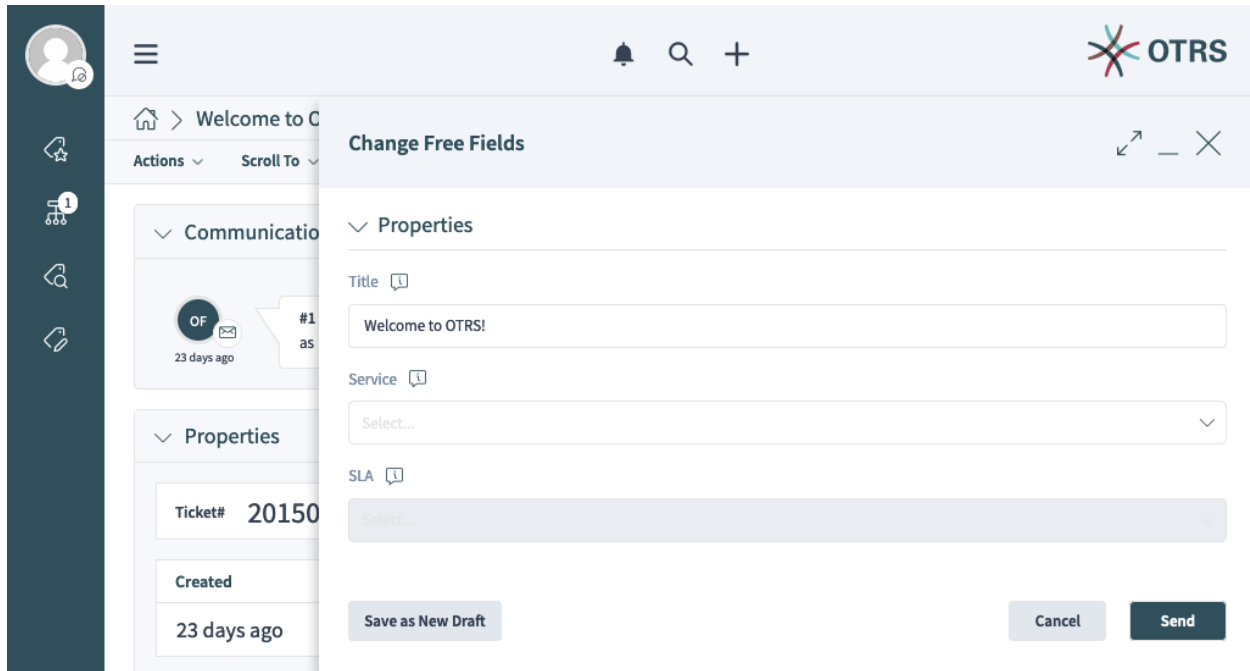 OTRS
Welcome to O
Actions
Scroll To
Change Free Fields
1
Communicatio
OF
23 days ago
#1
as
Properties
Ticket# 20150
Created
23 days ago
Properties
Title
Welcome to OTRS!
Service
Select...
SLA
Select...
Save as New Draft
Cancel
Send